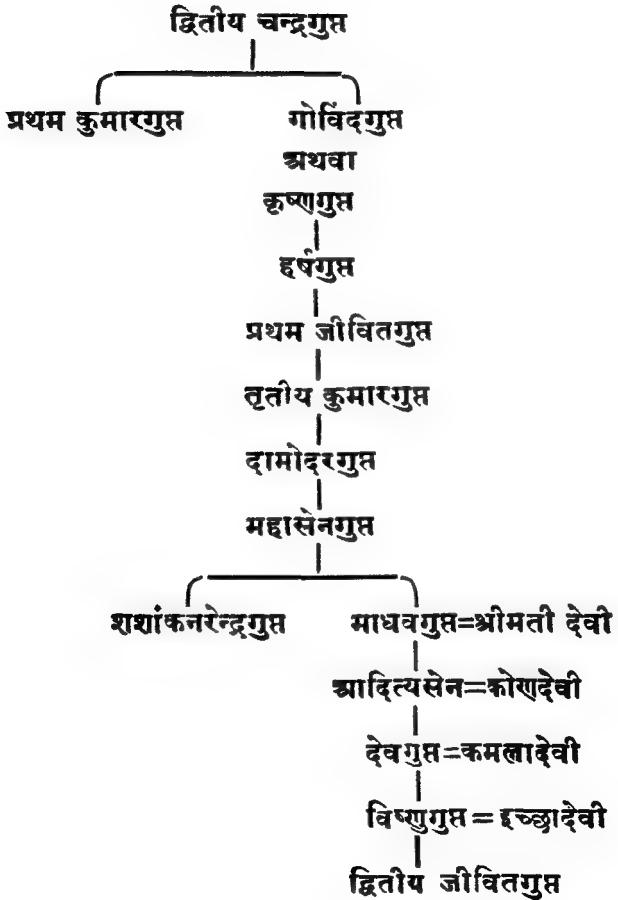 द्वितीय चन्द्रगुप्त
प्रथम कुमारगुप्त गोविंदगुप्त
अथवा
कृष्णगुप्त
हर्षगुप्त
प्रथम जीवितगुप्त
तृतीय कुमारगुप्त
दामोदरगुप्त
महासेनगुप्त
शशांकनरेन्द्रगुप्त माधवगुप्त=श्रीमती देवी
आदित्यसेन=कोणदेवी
देवगुप्त=कमलादेवी
विष्णुगुप्त=इच्छादेवी
द्वितीय जीवितगुप्त